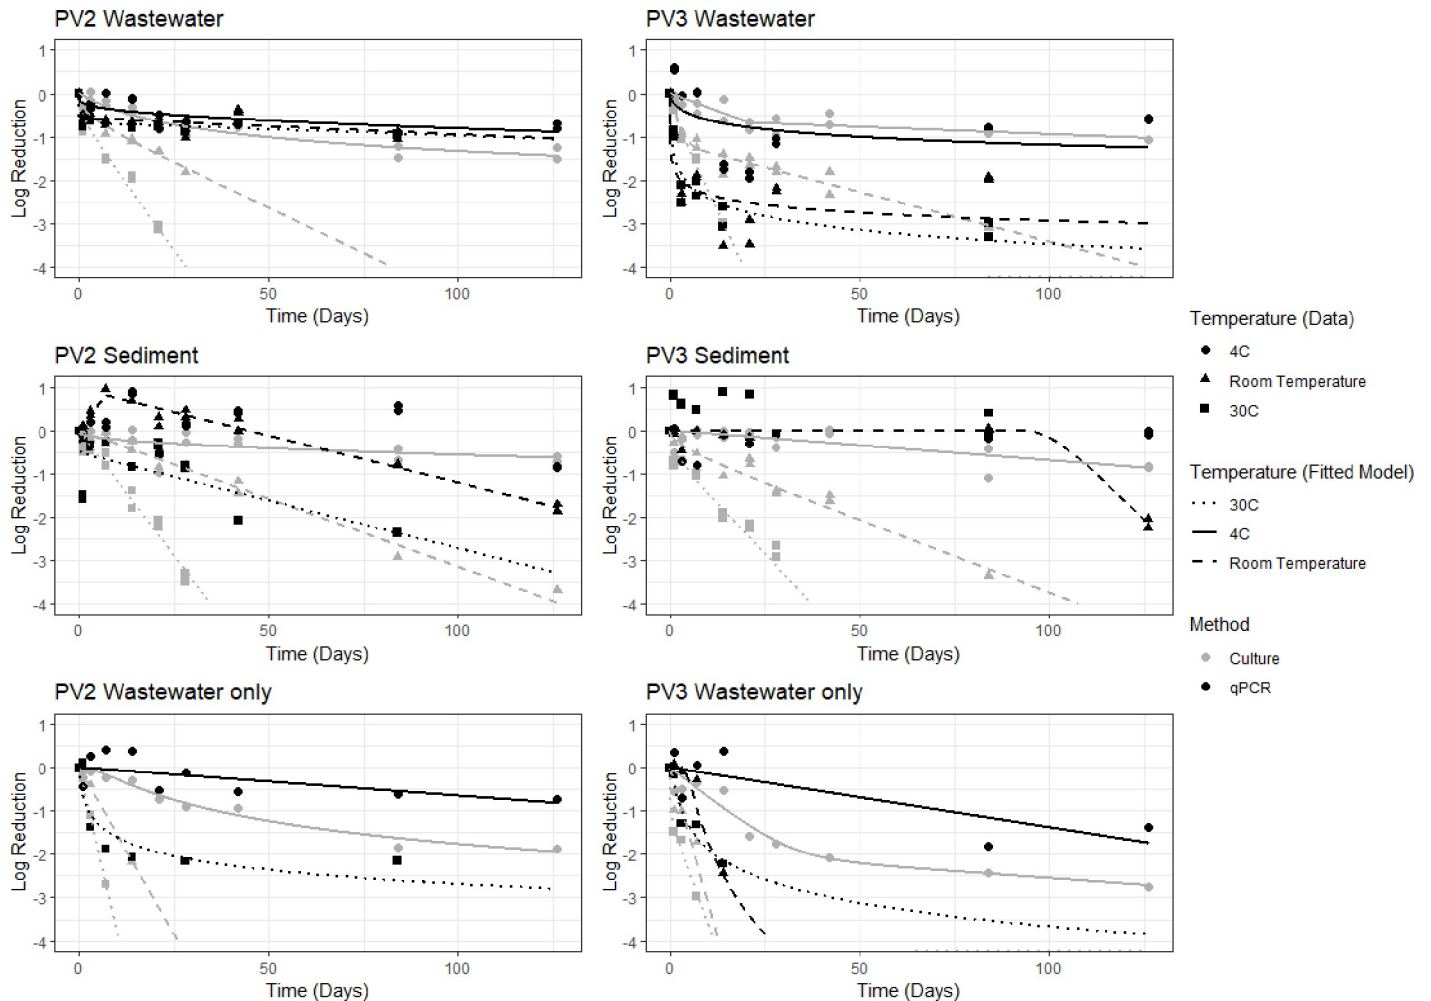 PV2 Wastewater
1
0
-1
-2
-3
-4
Log Reduction
0 50 100
Time (Days)
PV3 Wastewater
1
0
-1
-2
-3
-4
Log Reduction
0 50 100
Time (Days)
PV2 Sediment
1
0
-1
-2
-3
-4
Log Reduction
0 50 100
Time (Days)
PV3 Sediment
1
0
-1
-2
-3
-4
Log Reduction
0 50 100
Time (Days)
PV2 Wastewater only
1
0
-1
-2
-3
-4
Log Reduction
0 50 100
Time (Days)
PV3 Wastewater only
1
0
-1
-2
-3
-4
Log Reduction
0 50 100
Time (Days)
Temperature (Data)
4C
Room Temperature
30C
Temperature (Fitted Model)
30C
4C
Room Temperature
Method
Culture
qPCR